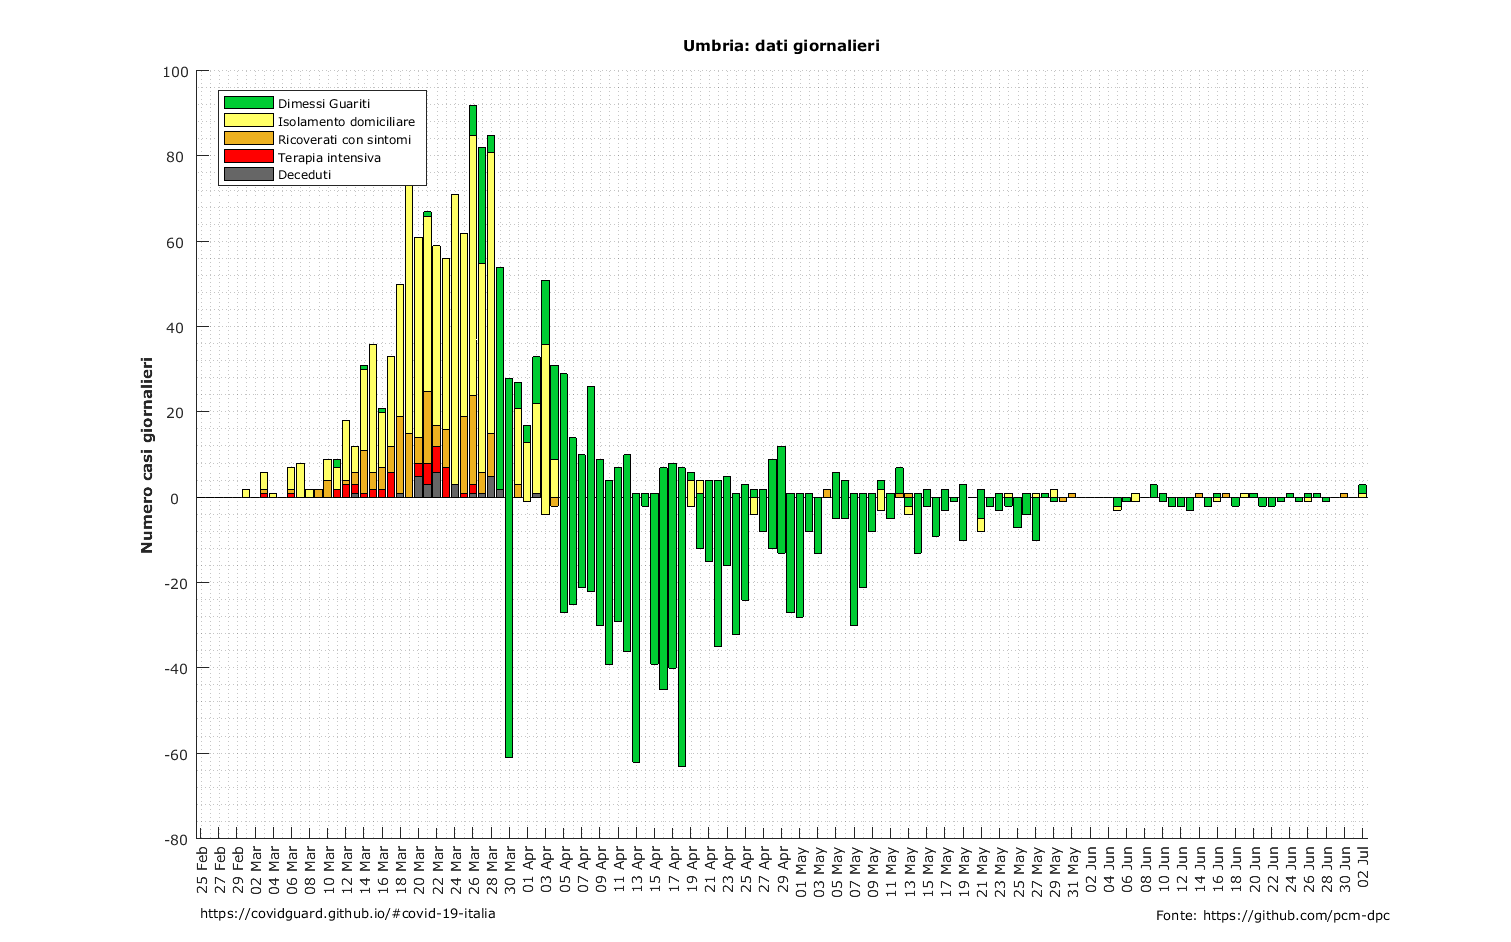 Umbria: dati giornalieri
100
80
60
40
20
0
-20
-40
-60
-80
Numero casi giornalieri
Dimessi Guariti
Isolamento domiciliare
Ricoverati con sintomi
Terapia intensiva
Deceduti
25 Feb
27 Feb
29 Feb
02 Mar
04 Mar
06 Mar
08 Mar
10 Mar
12 Mar
14 Mar
16 Mar
18 Mar
20 Mar
22 Mar
24 Mar
26 Mar
28 Mar
30 Mar
01 Apr
03 Apr
05 Apr
07 Apr
09 Apr
11 Apr
13 Apr
15 Apr
17 Apr
19 Apr
21 Apr
23 Apr
25 Apr
27 Apr
29 Apr
01 May
03 May
05 May
07 May
09 May
11 May
13 May
15 May
17 May
19 May
21 May
23 May
25 May
27 May
29 May
31 May
02 Jun
04 Jun
06 Jun
08 Jun
10 Jun
12 Jun
14 Jun
16 Jun
18 Jun
20 Jun
22 Jun
24 Jun
26 Jun
28 Jun
30 Jun
02 Jul
https://covidguard.github.io/#covid-19-italia
Fonte: https://github.com/pcm-dpc